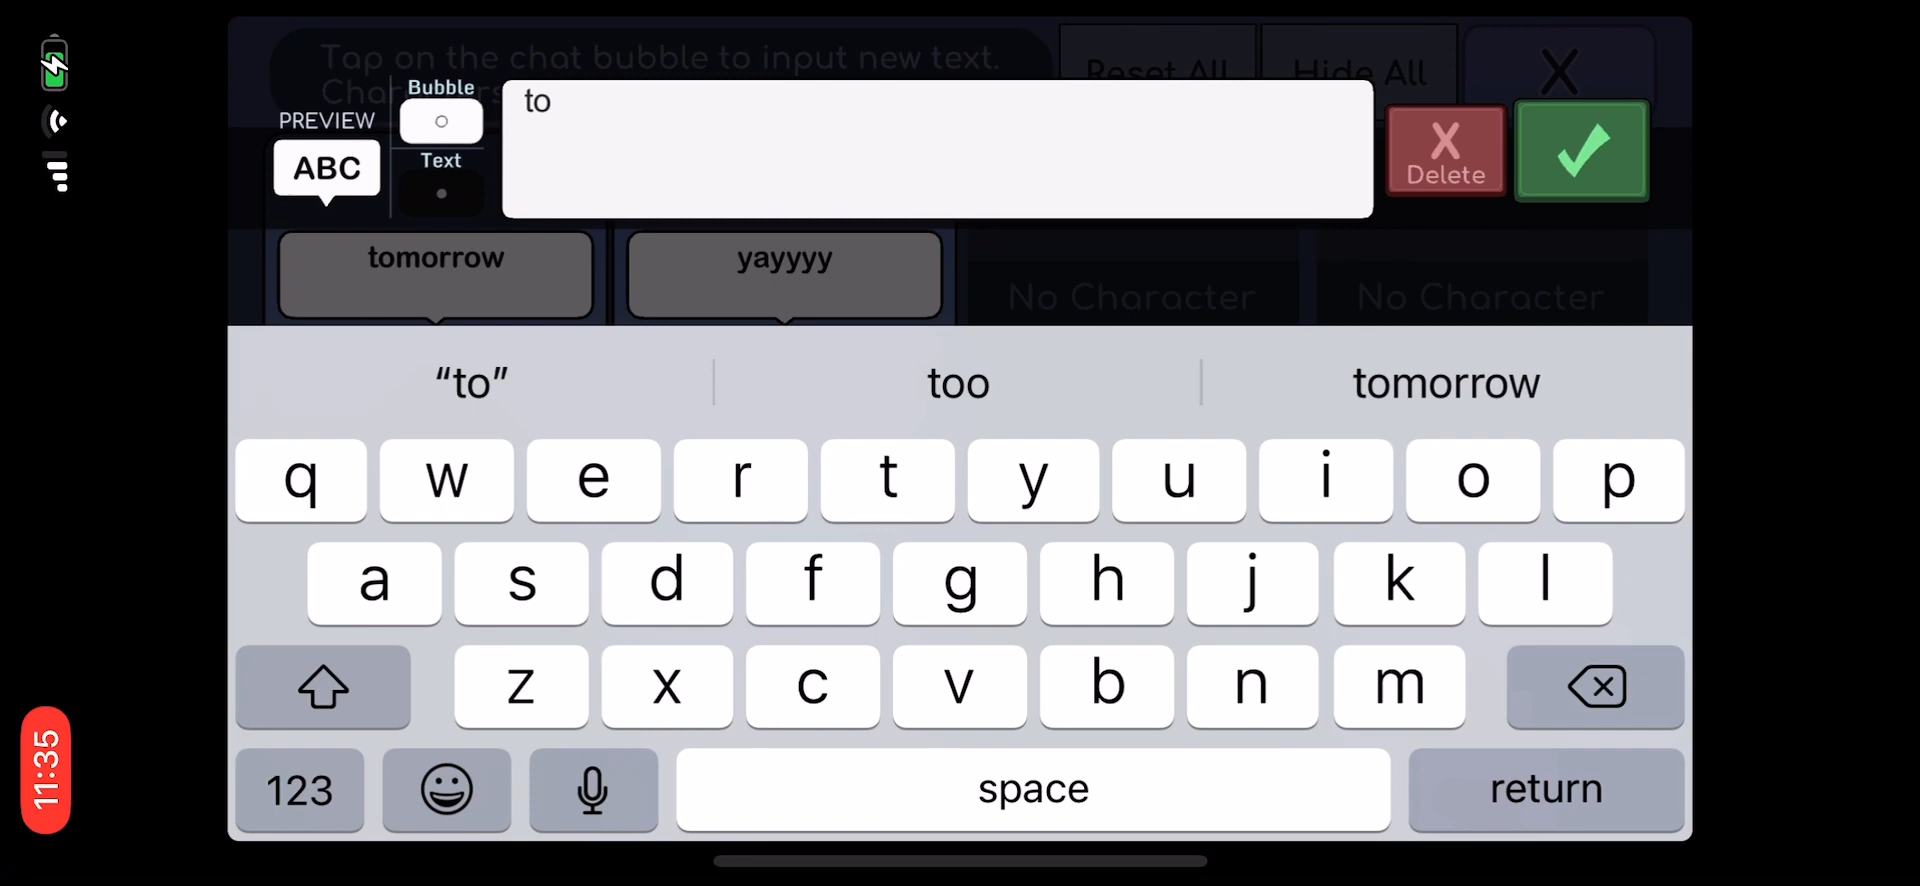 Tap on the chat bubble to input new text.
Characters
Reset All
Hide All
X
Bubble
PREVIEW
ABC
Text
to
X
Delete
tomorrow
yayyyy
No Character
No Character
“to”
too
tomorrow
q w e r t y u i o p
a s d f g h j k l
z x c v b n m
123
space
return
11:35